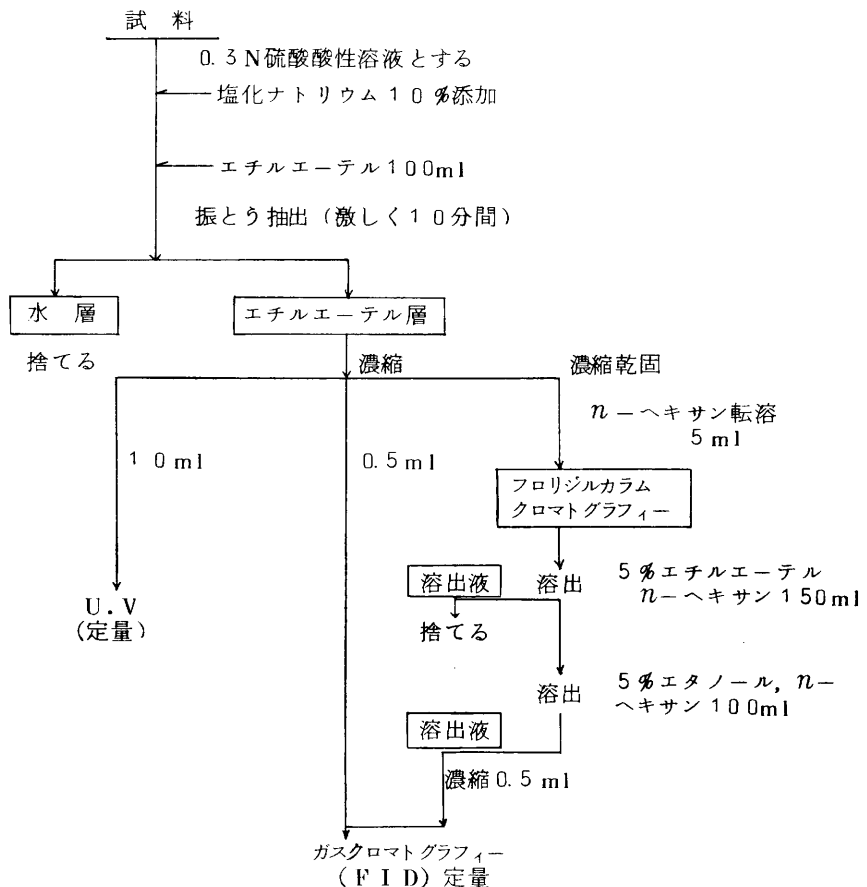 試料
0.3N硫酸酸性溶液とする
塩化ナトリウム10%添加
エチルエーテル100ml
振とう抽出(激しく10分間)
水層
エチルエーテル層
捨てる
濃縮
濃縮乾固
n-ヘキサン転溶
5ml
10ml
0.5ml
フロリジルカラム
クロマトグラフィー
溶出液
溶出
5%エチルエーテル
n-ヘキサン150ml
捨てる
U.V
(定量)
溶出
5%エタノール,n-
ヘキサン100ml
溶出液
濃縮0.5ml
ガスクロマトグラフィー
(FID)定量